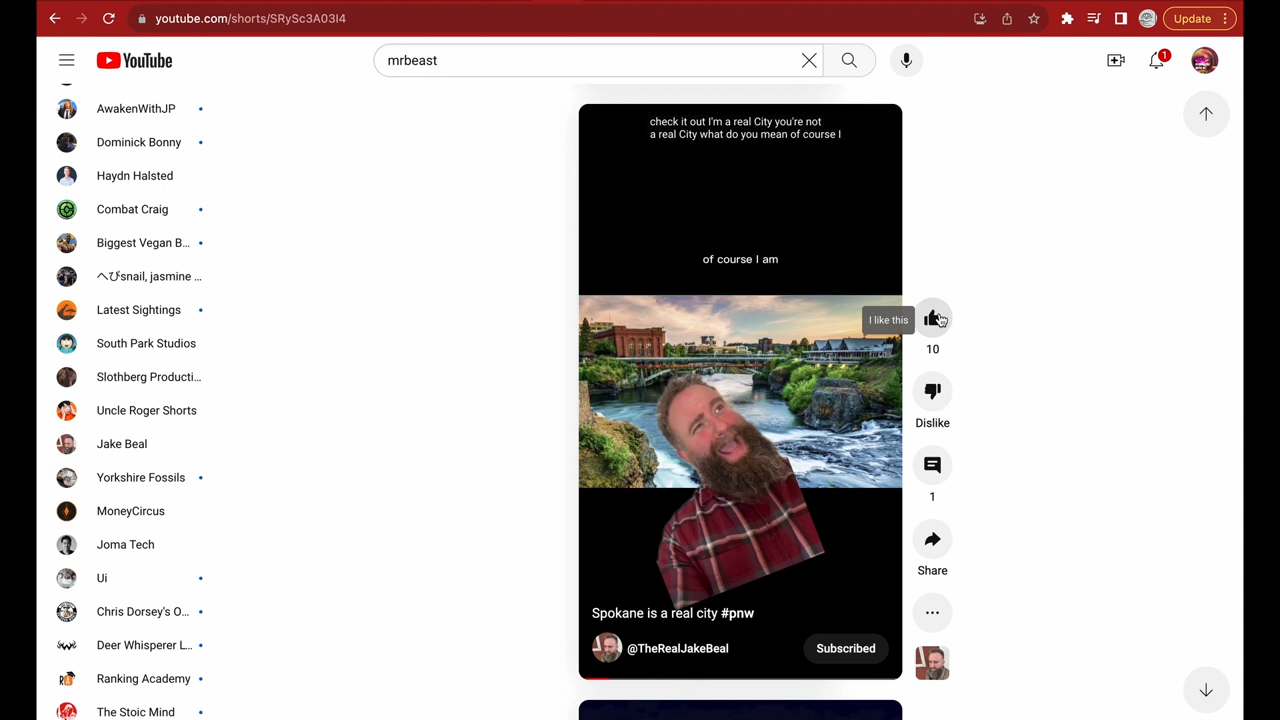 youtube.com/shorts/SRySc3A03I4
Update
YouTube
mrbeast
1
AwakenWithJP
Dominick Bonny
Haydn Halsted
Combat Craig
Biggest Vegan B...
へびsnail, jasmine ...
Latest Sightings
South Park Studios
Slothberg Producti...
Uncle Roger Shorts
Jake Beal
Yorkshire Fossils
MoneyCircus
Joma Tech
Ui
Chris Dorsey's O...
Deer Whisperer L...
Ranking Academy
The Stoic Mind
check it out I'm a real City you're not
a real City what do you mean of course I
of course I am
I like this
10
Dislike
1
Share
Spokane is a real city #pnw
@TheRealJakeBeal
Subscribed